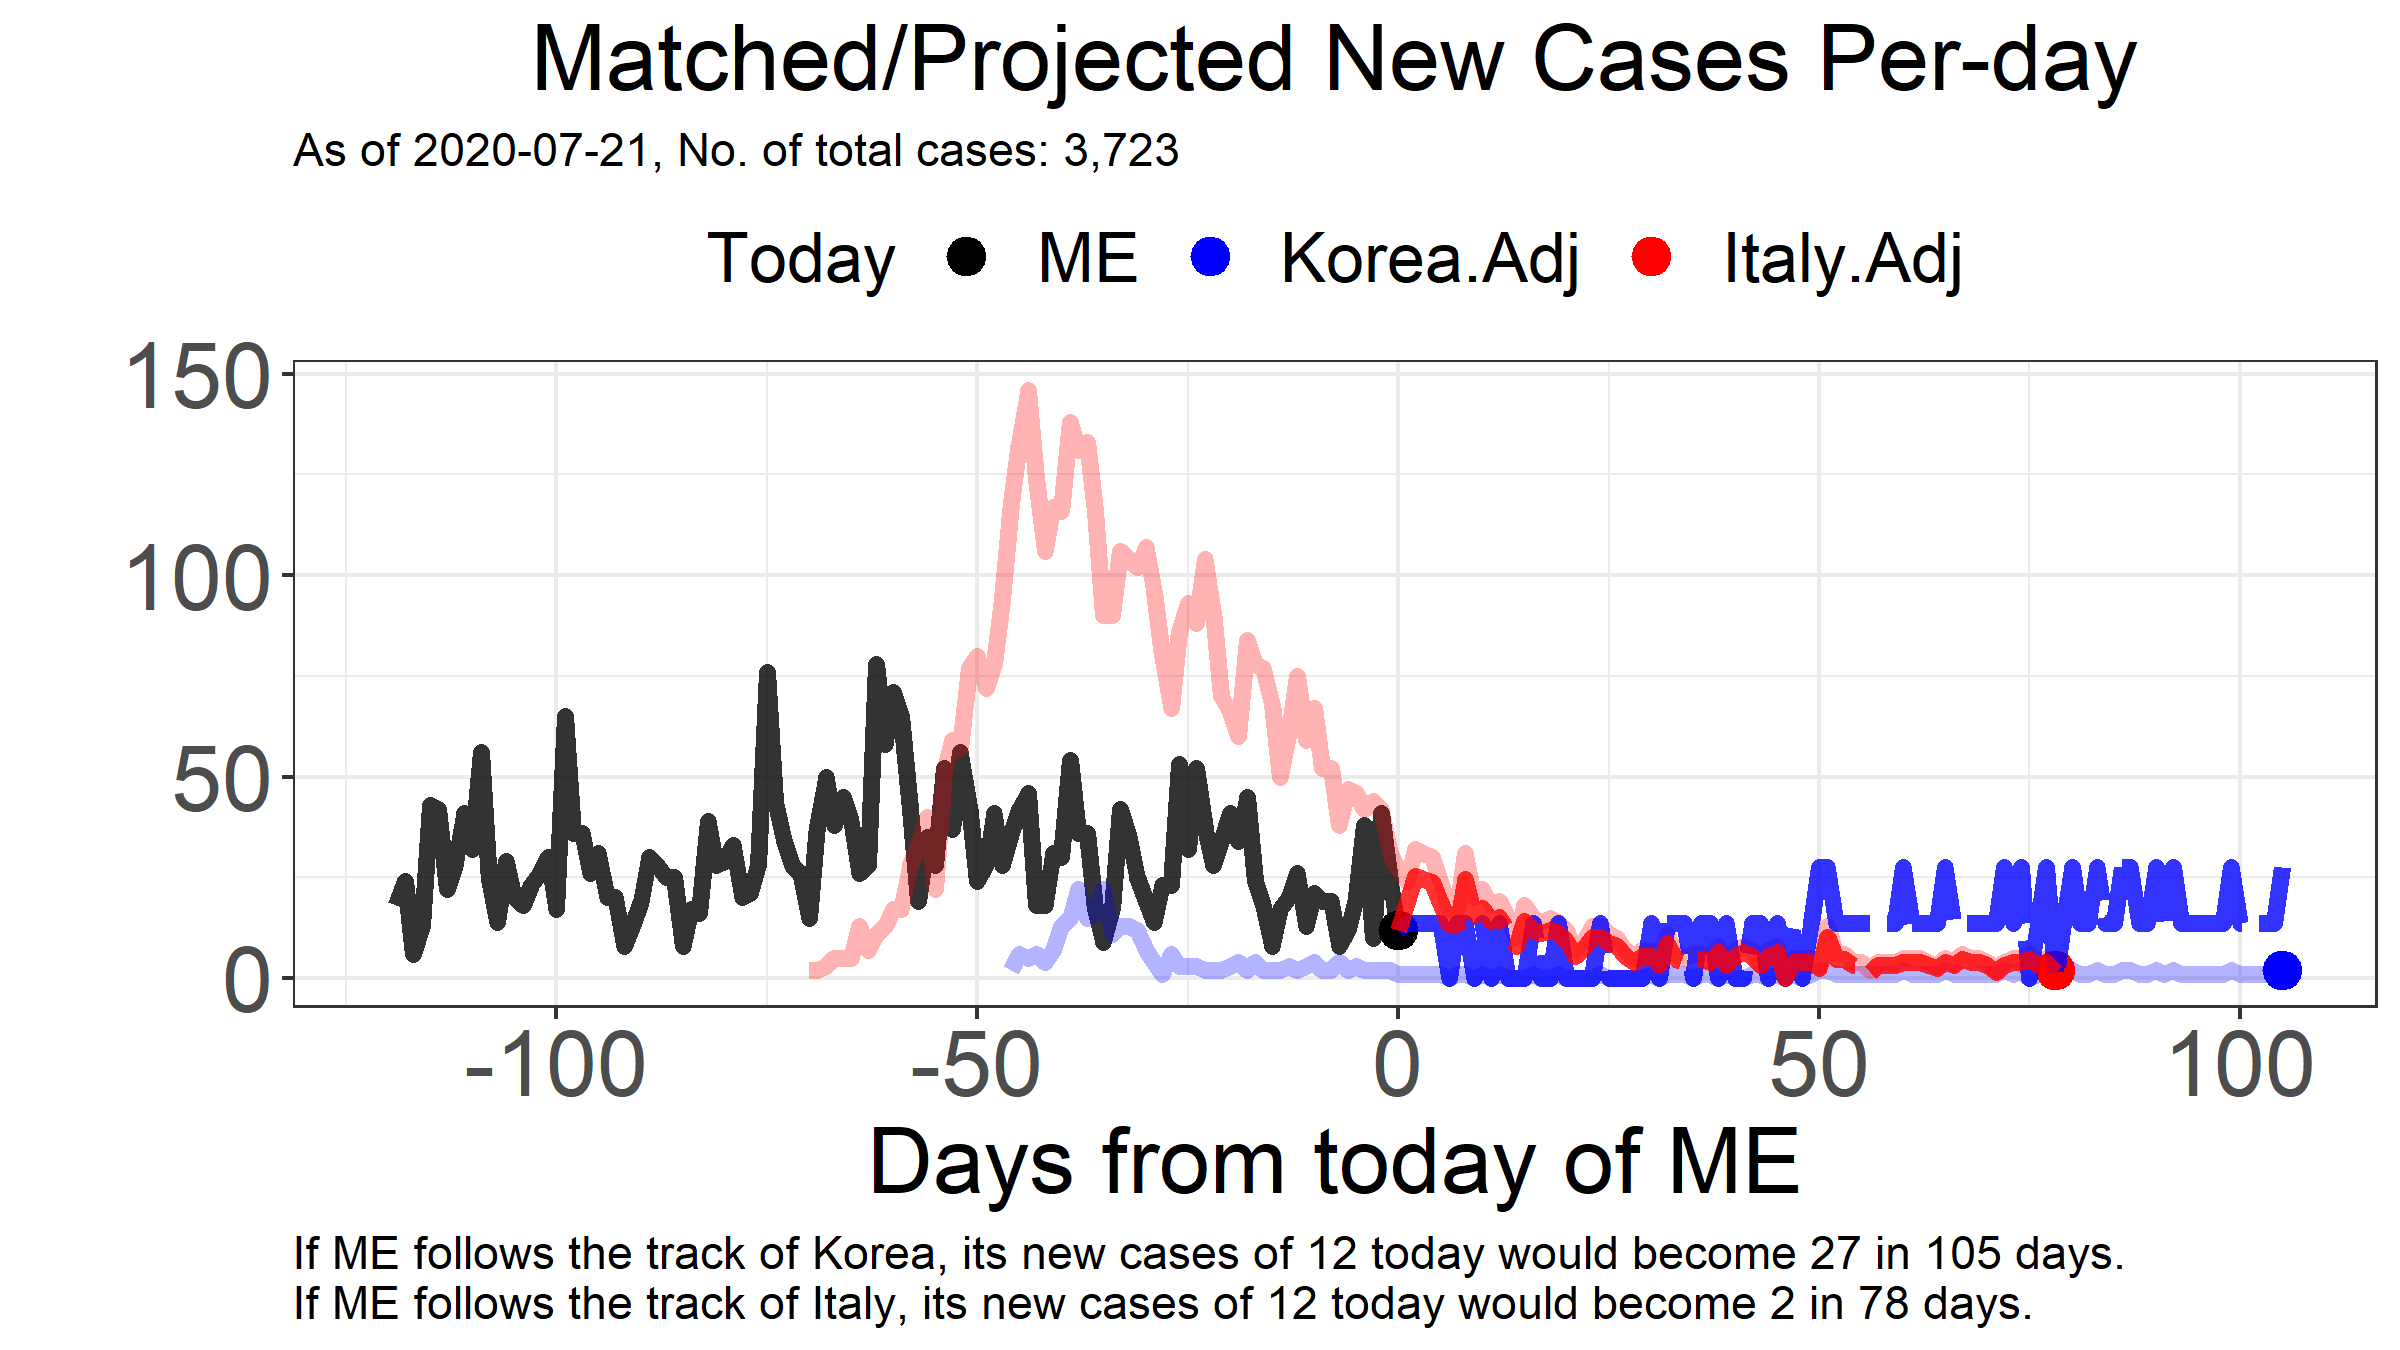 Matched/Projected New Cases Per-day
As of 2020-07-21, No. of total cases: 3,723
Today ME Korea.Adj Italy.Adj
150
100
50
0
-100 -50 0 50 100
Days from today of ME
If ME follows the track of Korea, its new cases of 12 today would become 27 in 105 days.
If ME follows the track of Italy, its new cases of 12 today would become 2 in 78 days.